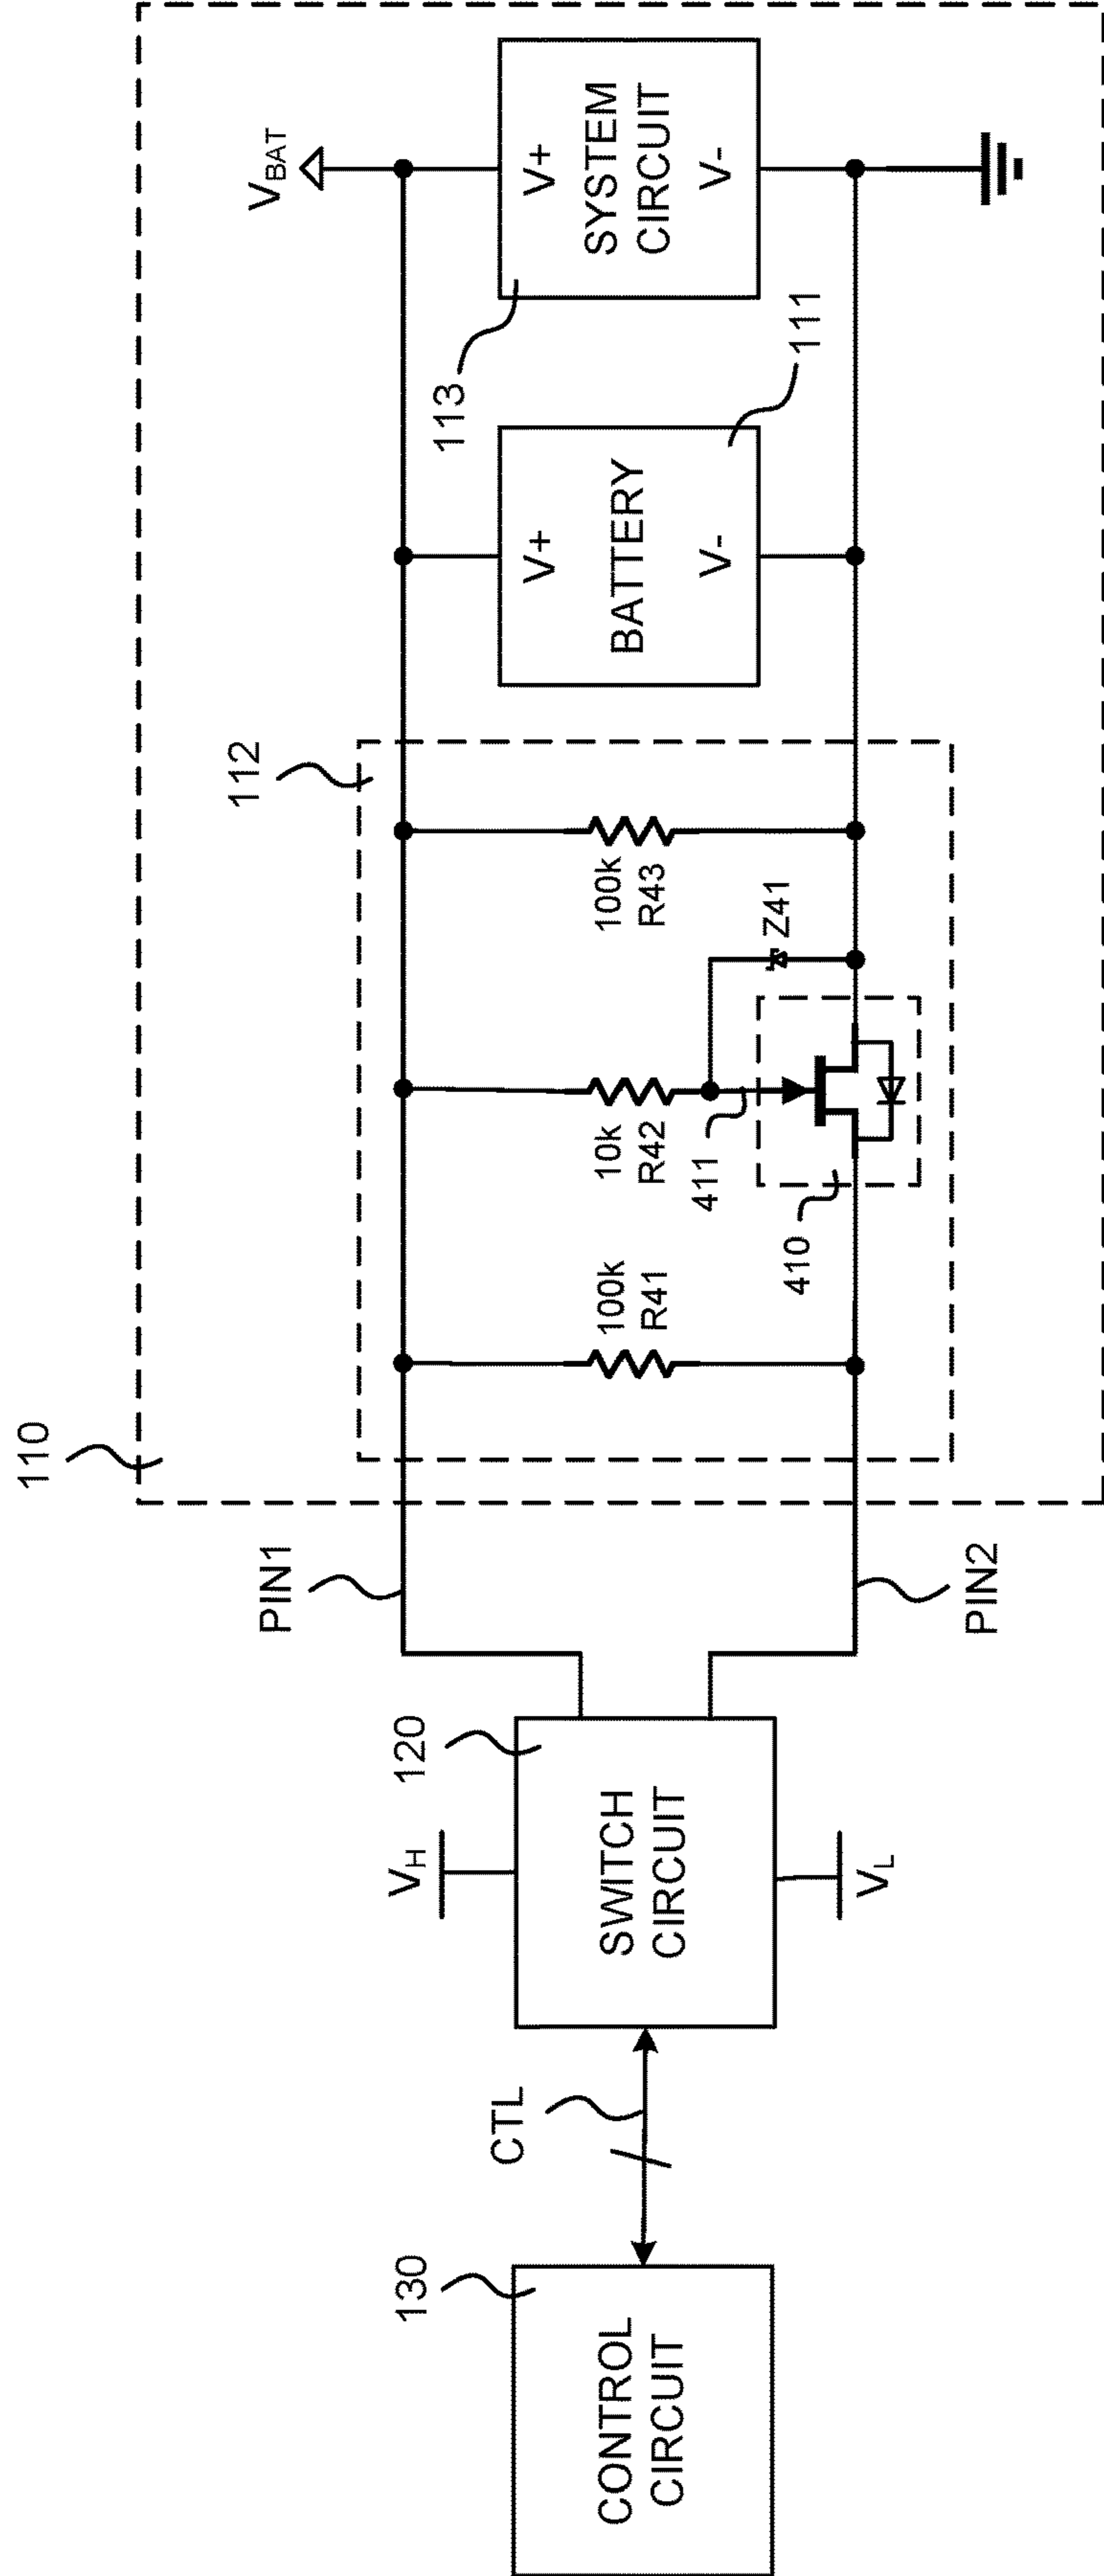 110
PIN1
PIN2
112
V_BAT
113
V+
SYSTEM
CIRCUIT
V-
111
V+
BATTERY
V-
100k
R43
Z41
10k
R42
411
410
100k
R41
120
V_H
SWITCH
CIRCUIT
V_L
CTL
130
CONTROL
CIRCUIT